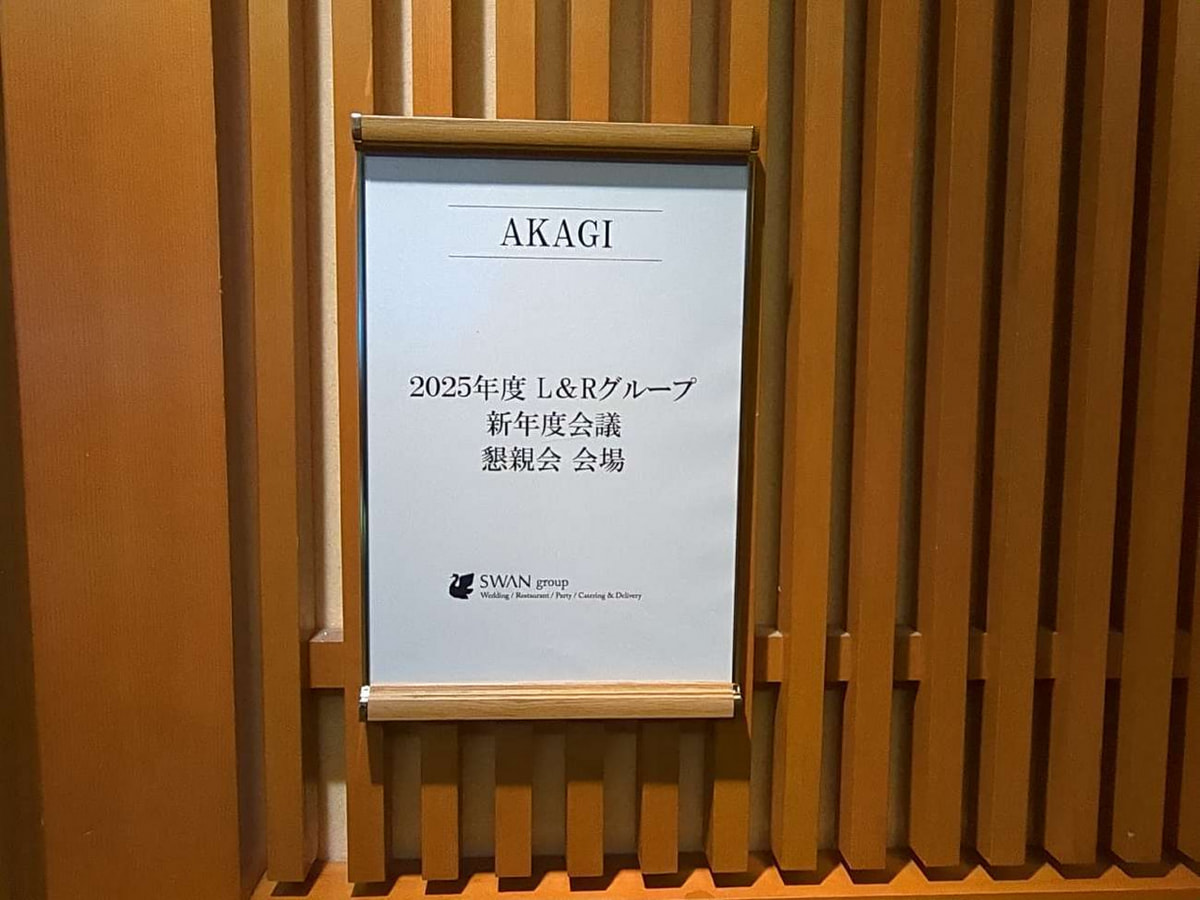 AKAGI
2025年度 L&Rグループ
新年度会議
懇親会 会場
SWAN group
Wedding / Restaurant / Party / Catering & Delivery